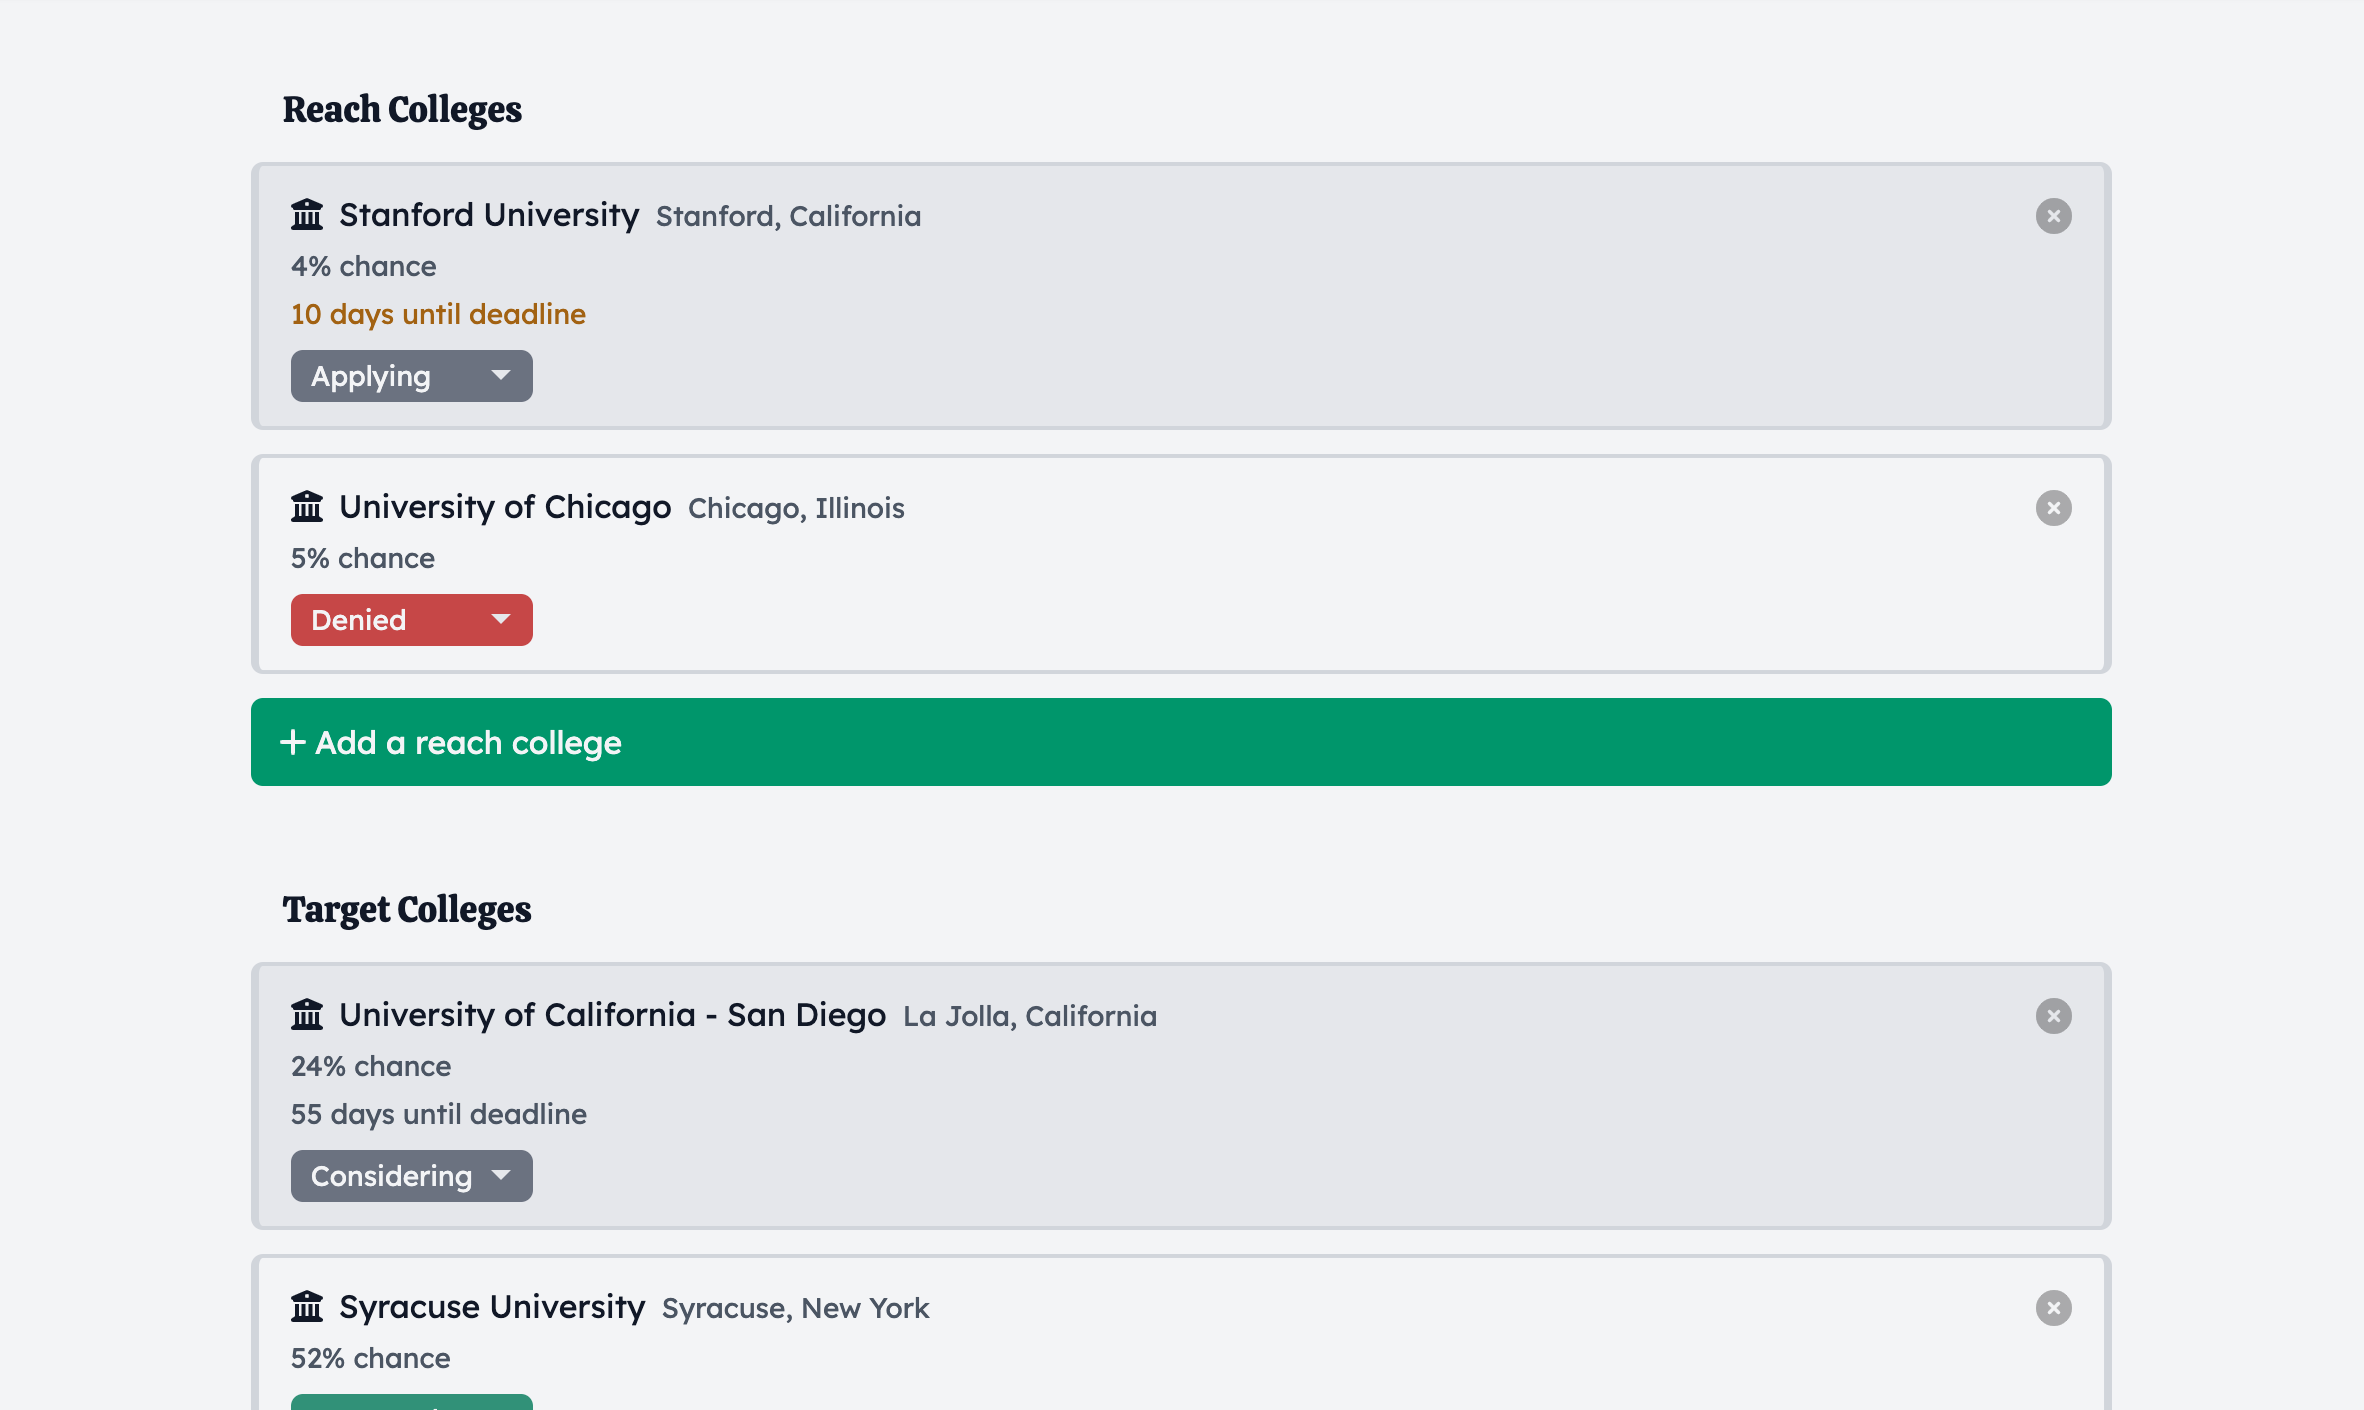 Reach Colleges
Stanford University Stanford, California
4% chance
10 days until deadline
Applying
University of Chicago Chicago, Illinois
5% chance
Denied
+ Add a reach college
Target Colleges
University of California - San Diego La Jolla, California
24% chance
55 days until deadline
Considering
Syracuse University Syracuse, New York
52% chance